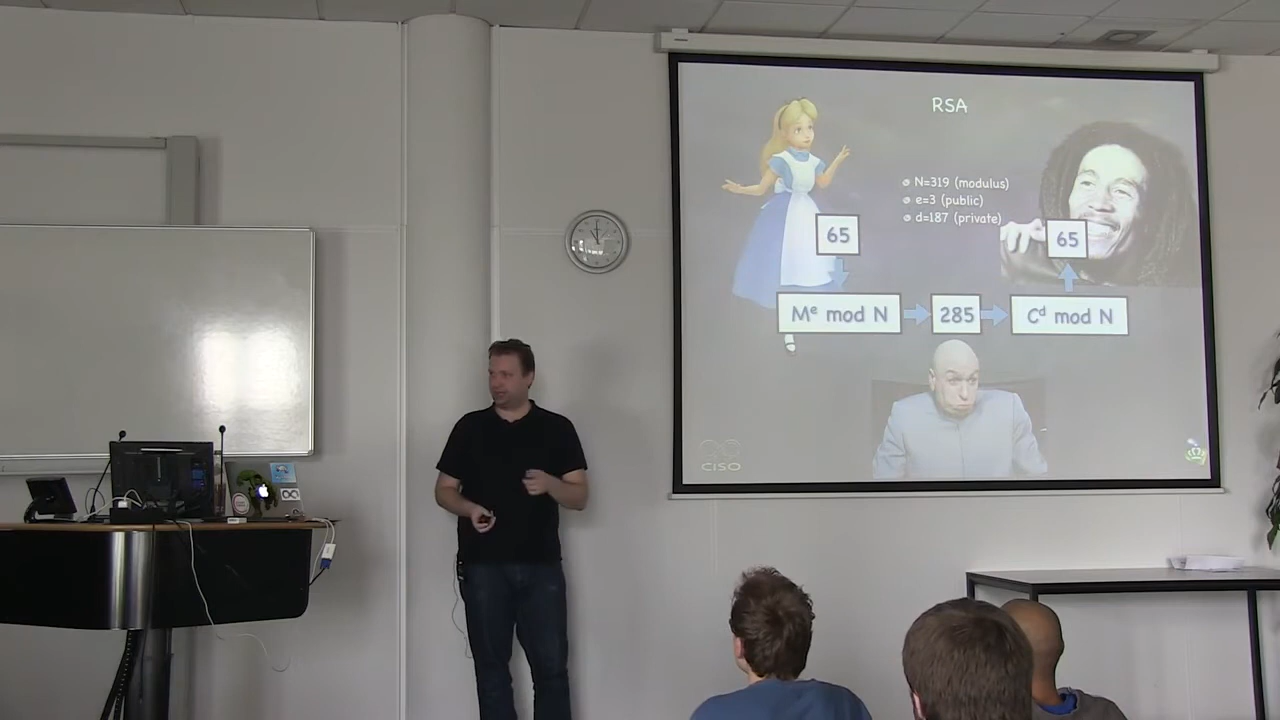 RSA
N=319 (modulus)
e=3 (public)
d=187 (private)
65
65
Mᵉ mod N
285
Cᵈ mod N
CISO